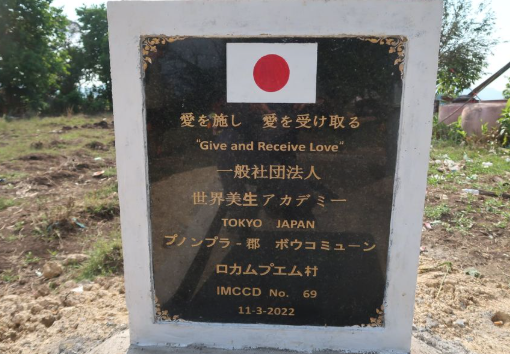 愛を施し 愛を受け取る
"Give and Receive Love"
一般社団法人
世界美生アカデミー
TOKYO JAPAN
プノンプラ-郡 ボウコミューン
ロカムプエム村
IMCCD No. 69
11-3-2022